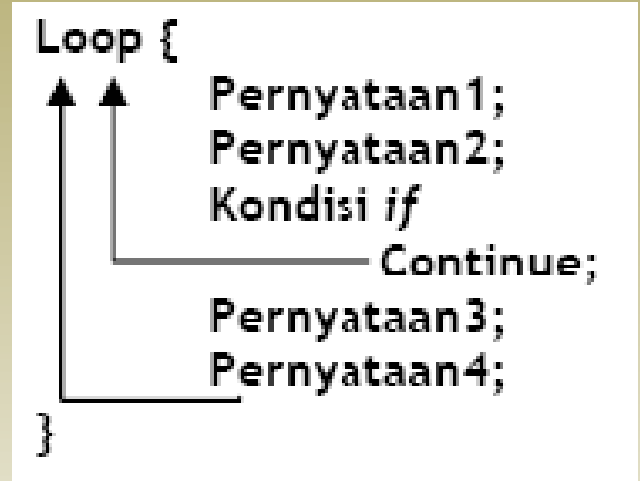 Loop {
Pernyataan1;
Pernyataan2;
Kondisi if
Continue;
Pernyataan3;
Pernyataan4;
}